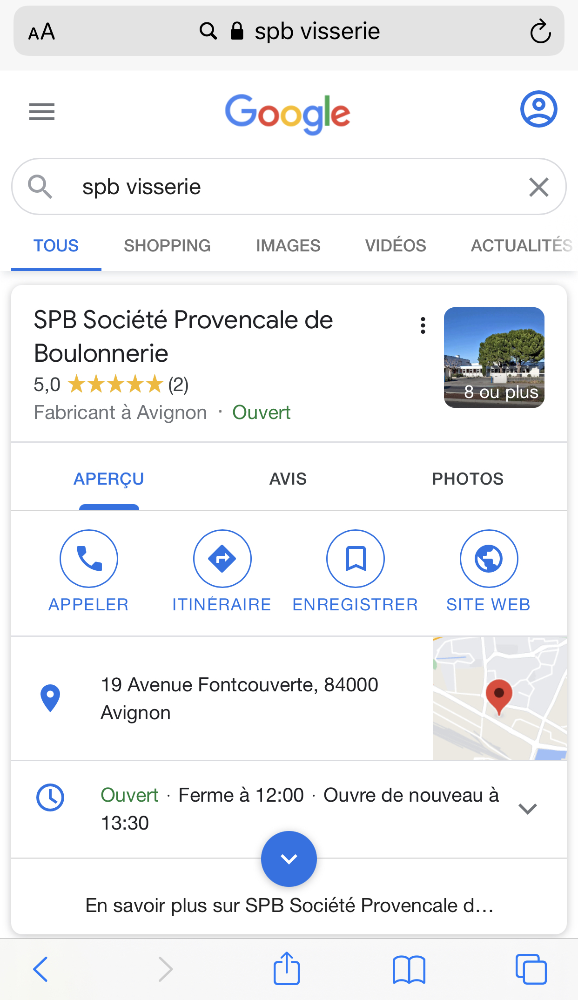 AA spb visserie
Google
spb visserie
TOUS SHOPPING IMAGES VIDÉOS ACTUALITÉS
SPB Société Provencale de
Boulonnerie
8 ou plus
5,0 ★★★★★ (2)
Fabricant à Avignon · Ouvert
APERÇU AVIS PHOTOS
APPELER ITINÉRAIRE ENREGISTRER SITE WEB
19 Avenue Fontcouverte, 84000
Avignon
Ouvert · Ferme à 12:00 · Ouvre de nouveau à
13:30
En savoir plus sur SPB Société Provencale d...